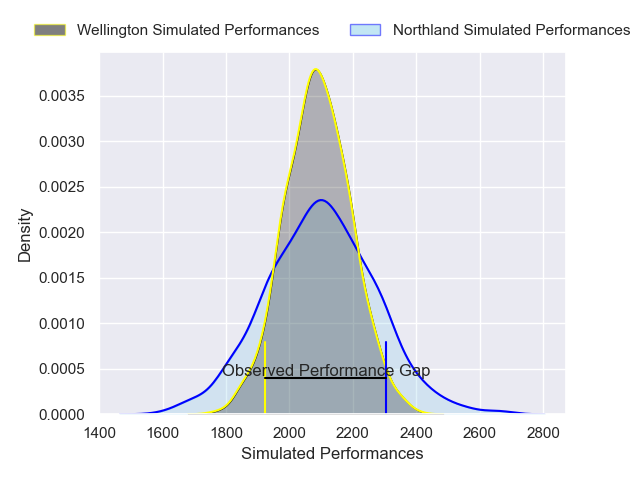 Wellington Simulated Performances
Northland Simulated Performances
0.0035
0.0030
0.0025
0.0020
0.0015
0.0010
0.0005
0.0000
Density
Observed Performance Gap
1400 1600 1800 2000 2200 2400 2600 2800
Simulated Performances